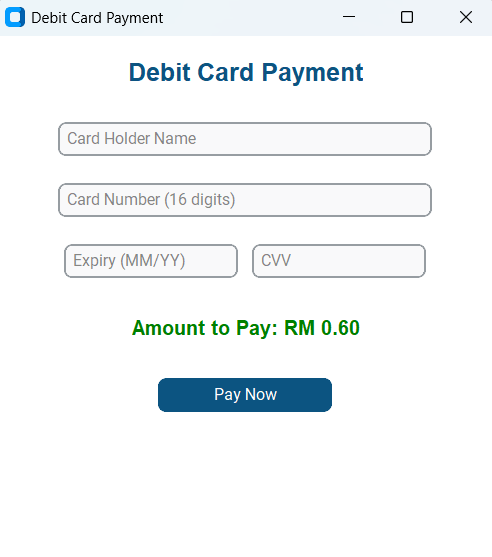 Debit Card Payment
Debit Card Payment
Card Holder Name
Card Number (16 digits)
Expiry (MM/YY) CVV
Amount to Pay: RM 0.60
Pay Now